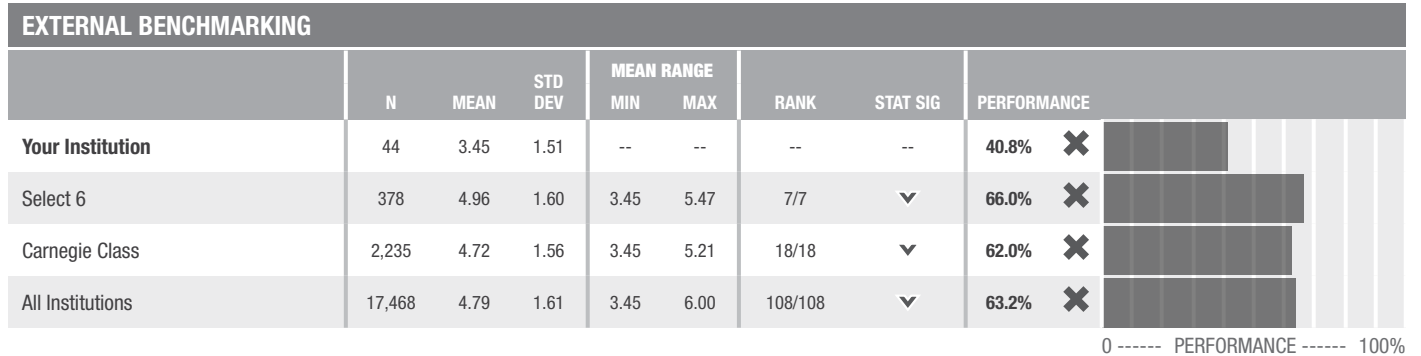 EXTERNAL BENCHMARKING
N MEAN STD DEV MEAN RANGE MIN MAX RANK STAT SIG PERFORMANCE
Your Institution 44 3.45 1.51 -- -- -- -- 40.8%
Select 6 378 4.96 1.60 3.45 5.47 7/7 66.0%
Carnegie Class 2,235 4.72 1.56 3.45 5.21 18/18 62.0%
All Institutions 17,468 4.79 1.61 3.45 6.00 108/108 63.2%
0 ------ PERFORMANCE ------ 100%